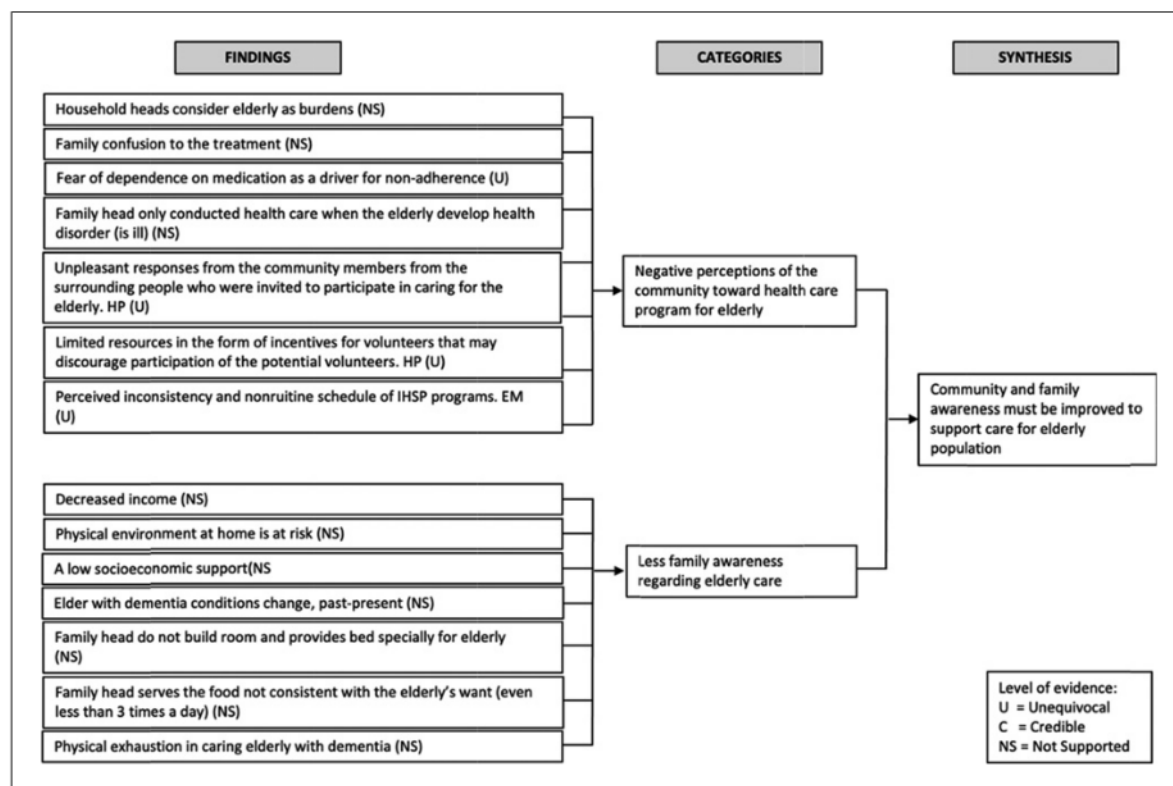 FINDINGS
CATEGORIES
SYNTHESIS
Household heads consider elderly as burdens (NS)
Family confusion to the treatment (NS)
Fear of dependence on medication as a driver for non-adherence (U)
Family head only conducted health care when the elderly develop health
disorder (is ill) (NS)
Unpleasant responses from the community members from the
surrounding people who were invited to participate in caring for the
elderly. HP (U)
Limited resources in the form of incentives for volunteers that may
discourage participation of the potential volunteers. HP (U)
Perceived inconsistency and nonruitine schedule of IHSP programs. EM
(U)
Negative perceptions of the
community toward health care
program for elderly
Decreased income (NS)
Physical environment at home is at risk (NS)
A low socioeconomic support(NS
Elder with dementia conditions change, past-present (NS)
Family head do not build room and provides bed specially for elderly
(NS)
Family head serves the food not consistent with the elderly's want (even
less than 3 times a day) (NS)
Physical exhaustion in caring elderly with dementia (NS)
Less family awareness
regarding elderly care
Community and family
awareness must be improved to
support care for elderly
population
Level of evidence:
U = Unequivocal
C = Credible
NS = Not Supported